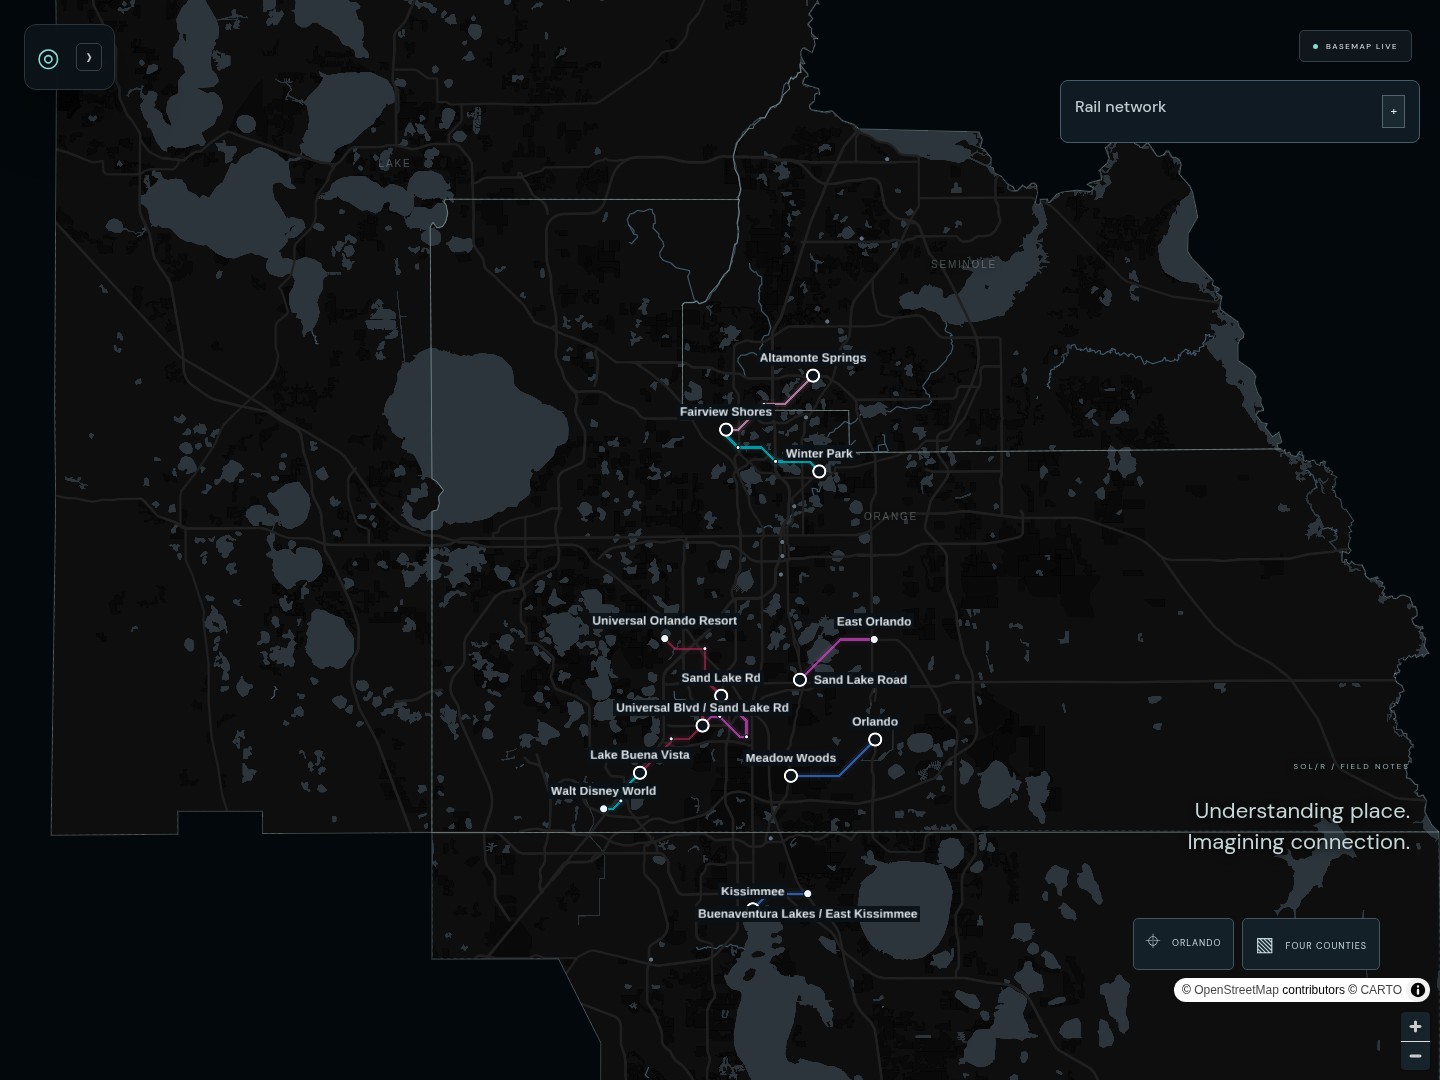 BASEMAP LIVE
Rail network
+
LAKE
SEMINOLE
Altamonte Springs
Fairview Shores
Winter Park
ORANGE
Universal Orlando Resort
East Orlando
Sand Lake Rd
Sand Lake Road
Universal Blvd / Sand Lake Rd
Orlando
Lake Buena Vista
Meadow Woods
Walt Disney World
SOL/R / FIELD NOTES
Understanding place.
Imagining connection.
Kissimmee
Buenaventura Lakes / East Kissimmee
ORLANDO
FOUR COUNTIES
© OpenStreetMap contributors © CARTO